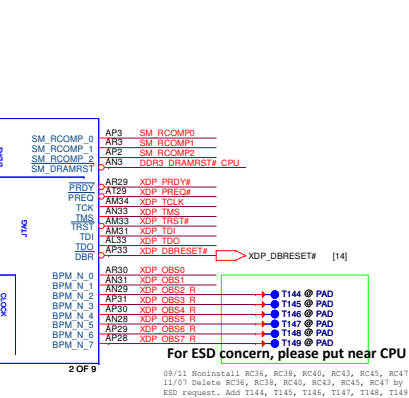 DDR3
SM_RCOMP_0 AP3 SM_RCOMP0
SM_RCOMP_1 AR3 SM_RCOMP1
SM_RCOMP_2 AP2 SM_RCOMP2
SM_DRAMRST AN3 DDR3_DRAMRST#_CPU
JTAG
PRDY AR29 XDP_PRDY#
PREQ AT29 XDP_PREQ#
TCK AM34 XDP_TCLK
TMS AN33 XDP_TMS
TRST AM33 XDP_TRST#
TDI AM31 XDP_TDI
TDO AL33 XDP_TDO
DBR AP33 XDP_DBRESET# XDP_DBRESET# [14]
CLOCK
BPM_N_0 AR30 XDP_OBS0
BPM_N_1 AN31 XDP_OBS1
BPM_N_2 AN29 XDP_OBS2_R T144 @ PAD
BPM_N_3 AP31 XDP_OBS3_R T145 @ PAD
BPM_N_4 AP30 XDP_OBS4_R T146 @ PAD
BPM_N_5 AN28 XDP_OBS5_R T147 @ PAD
BPM_N_6 AP29 XDP_OBS6_R T148 @ PAD
BPM_N_7 AP28 XDP_OBS7_R T149 @ PAD
For ESD concern, please put near CPU
2 OF 9
09/11 Noninstall RC36, RC38, RC40, RC43, RC45, RC47
11/07 Delete RC36, RC38, RC40, RC43, RC45, RC47 by
ESD request. Add T144, T145, T146, T147, T148, T149